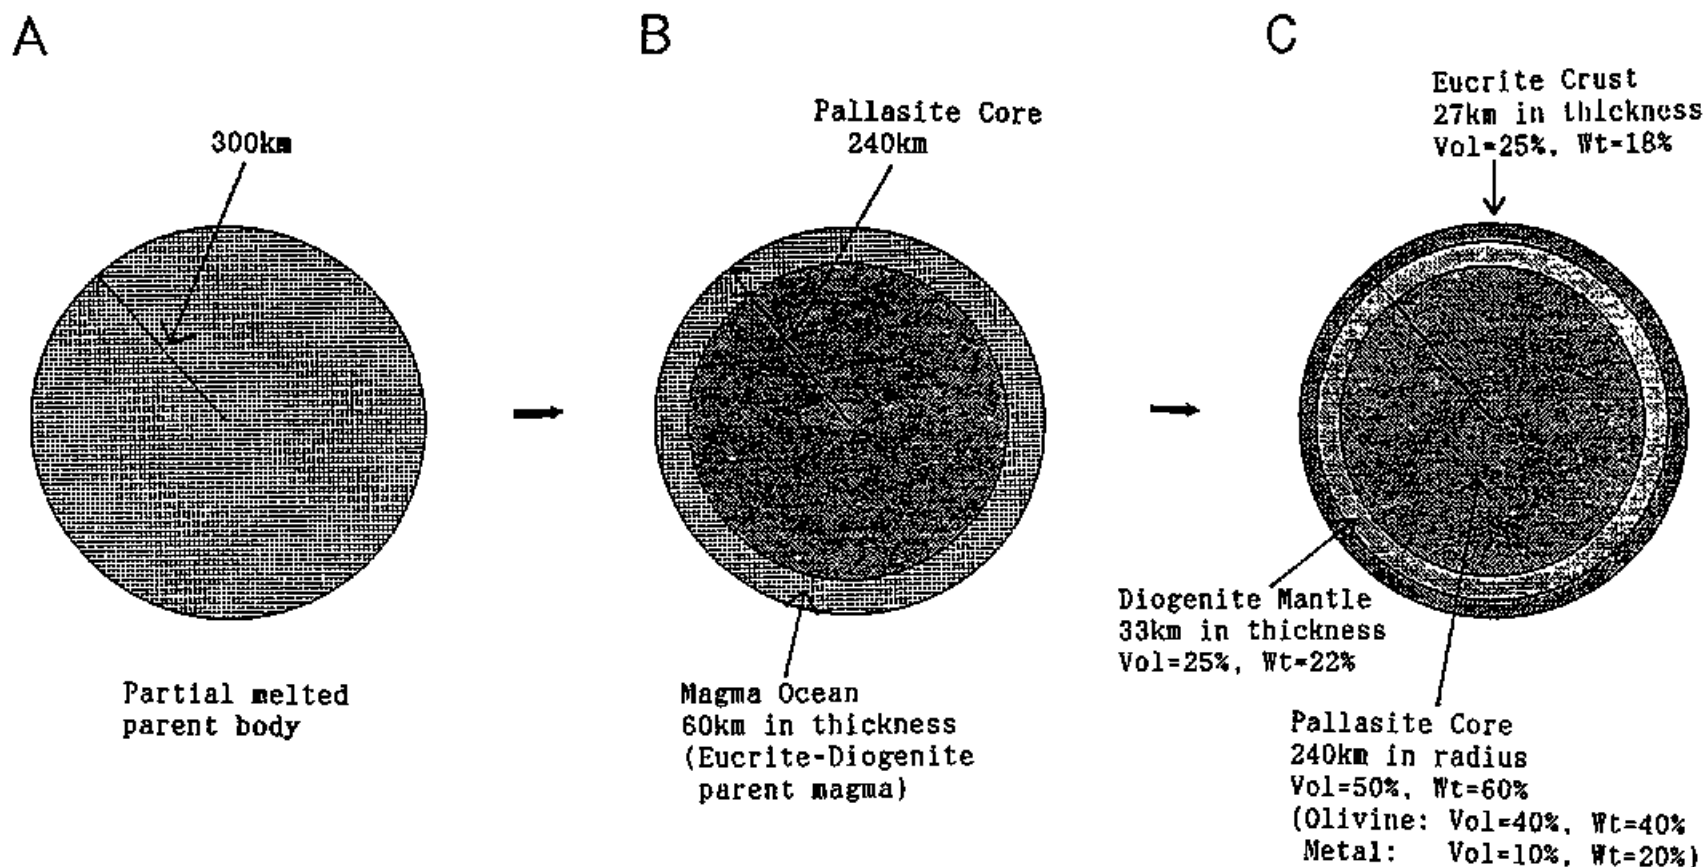 A
300km
Partial melted
parent body
B
Pallasite Core
240km
Magma Ocean
60km in thickness
(Eucrite-Diogenite
parent magma)
C
Eucrite Crust
27km in thickness
Vol=25%, Wt=18%
Diogenite Mantle
33km in thickness
Vol=25%, Wt=22%
Pallasite Core
240km in radius
Vol=50%, Wt=60%
(Olivine: Vol=40%, Wt=40%
Metal: Vol=10%, Wt=20%)